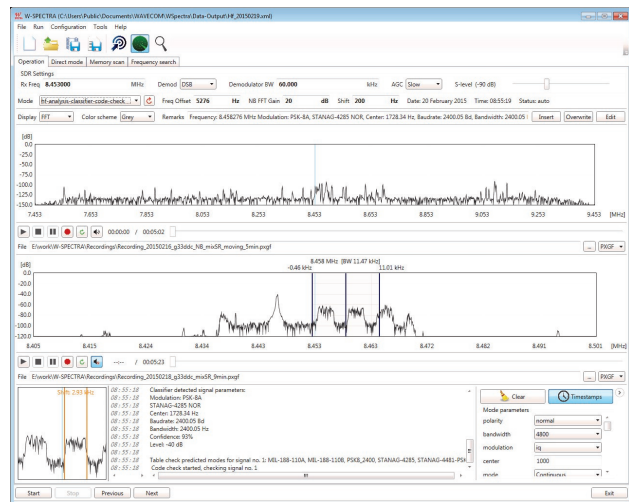 W-SPECTRA (C:\Users\Public\Documents\WAVECOM\WSpectra\Data-Output\Hf_20150219.xml)
File Run Configuration Tools Help
Operation Direct mode Memory scan Frequency search
SDR Settings
Rx Freq 8.453000 MHz Demod DSB Demodulator BW 60.000 kHz AGC Slow S-level (-90 dB)
Mode hf-analysis-classifier-code-check Freq Offset 5276 Hz NB FFT Gain 20 dB Shift 200 Hz Date: 20 February 2015 Time: 08:55:19 Status: auto
Display FFT Color scheme Grey Remarks Frequency: 8.458276 MHz Modulation: PSK-8A, STANAG-4285 NOR, Center: 1728.34 Hz, Baudrate: 2400.05 Bd, Bandwidth: 2400.05 Insert Overwrite Edit
[dB]
0.0
-25.0
-50.0
-75.0
-100.0
-125.0
-150.0
7.453 7.653 7.853 8.053 8.253 8.453 8.653 8.853 9.053 9.253 9.453 [MHz]
00:00:00 / 00:05:02
File E:\work\W-SPECTRA\Recordings\Recording_20150216_g33ddc_NB_mixSR_moving_5min.pxgf ... PXGF
8.458 MHz [BW 11.47 kHz]
[dB] -0.46 kHz 11.01 kHz
0.0
-20.0
-40.0
-60.0
-80.0
-100.0
-120.0
8.405 8.415 8.424 8.434 8.443 8.453 8.463 8.472 8.482 8.491 8.501 [MHz]
--:-- / 00:05:23
File E:\work\W-SPECTRA\Recordings\Recording_20150218_g33ddc_mix5R_9min.pxgf ... PXGF
Shift: 2.93 kHz
08:55:18 Classifier detected signal parameters:
08:55:18 Modulation: PSK-8A
08:55:18 STANAG-4285 NOR
08:55:18 Center: 1728.34 Hz
08:55:18 Baudrate: 2400.05 Bd
08:55:18 Bandwidth: 2400.05 Hz
08:55:18 Confidence: 93%
08:55:18 Level: -40 dB
08:55:18
08:55:18 Table check predicted modes for signal no. 1: MIL-188-110A, MIL-188-110B, PSK8_2400, STANAG-4285, STANAG-4481-PSK
08:55:18 Code check started, checking signal no. 1
Clear Timestamps
Mode parameters
polarity normal
bandwidth 4800
modulation iq
center 1000
mode Continuous
Start Stop Previous Next Exit